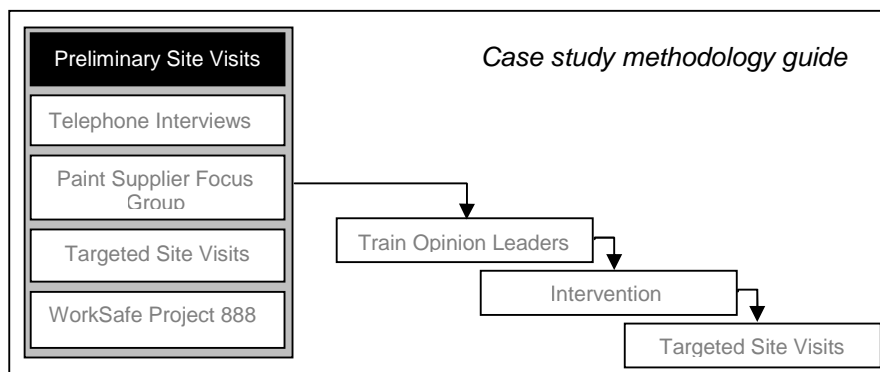 Preliminary Site Visits
Case study methodology guide
Telephone Interviews
Paint Supplier Focus
Group
Targeted Site Visits
WorkSafe Project 888
Train Opinion Leaders
Intervention
Targeted Site Visits